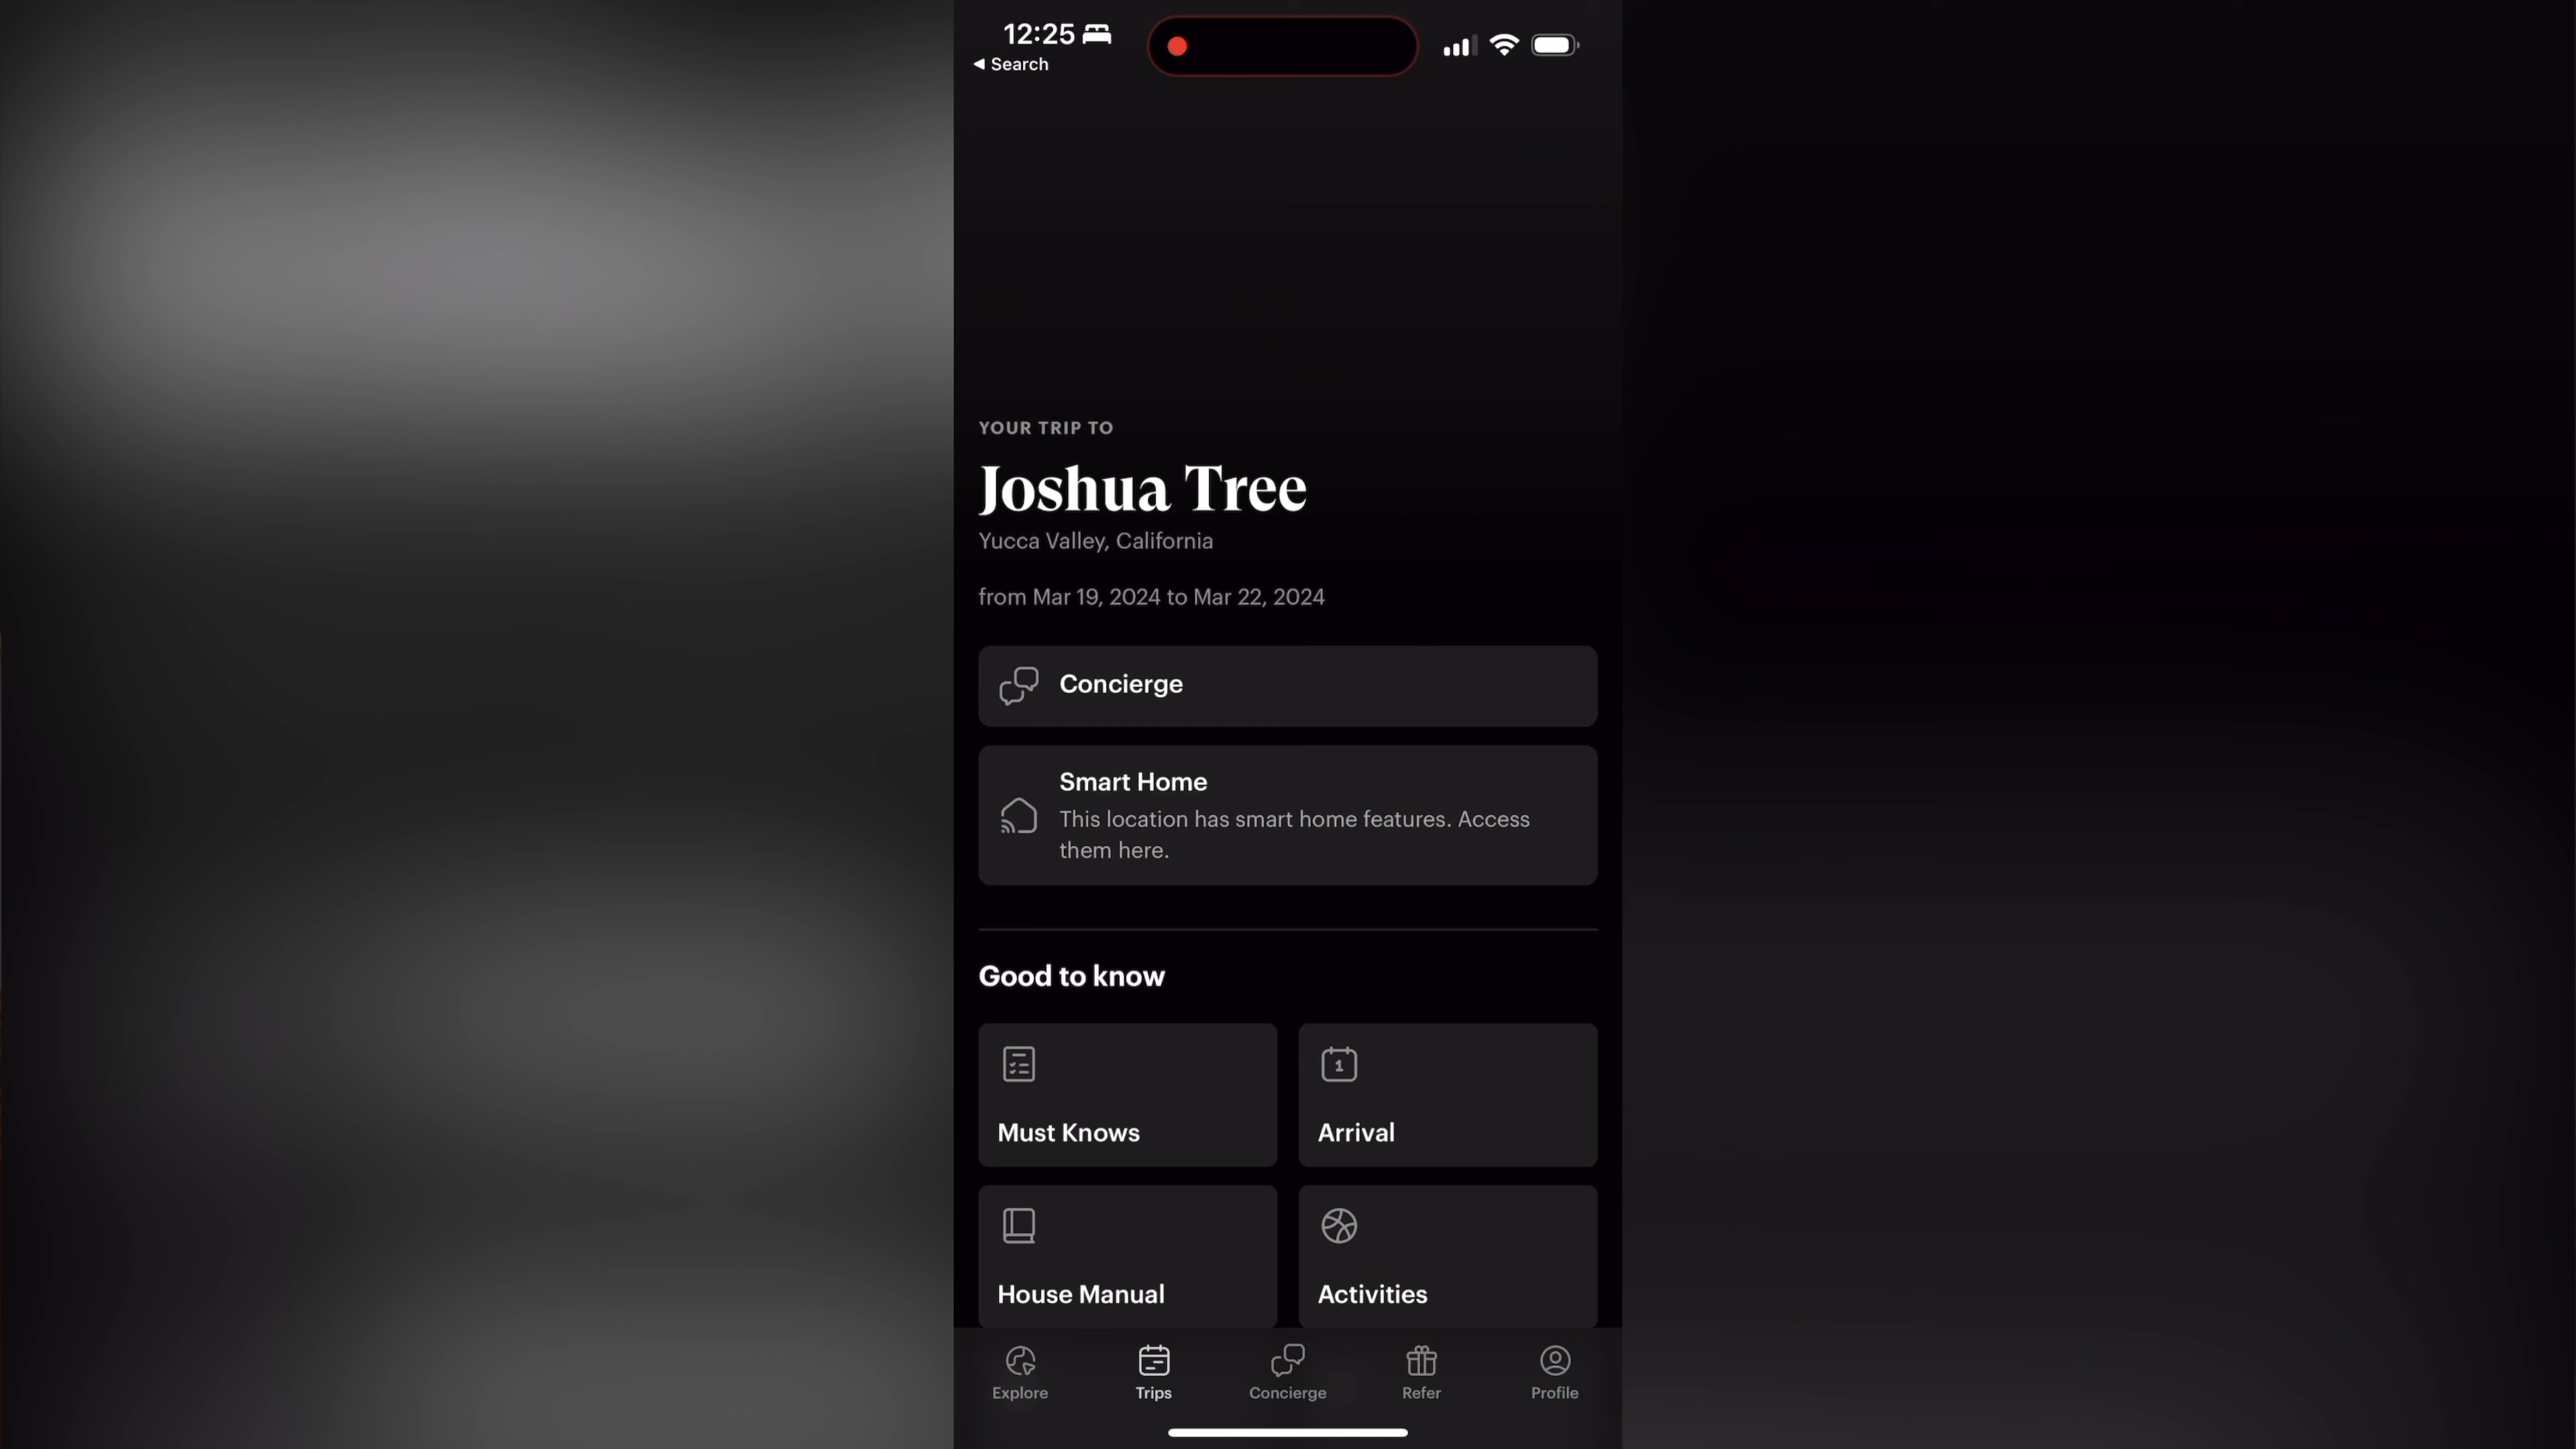 12:25
Search
YOUR TRIP TO
Joshua Tree
Yucca Valley, California
from Mar 19, 2024 to Mar 22, 2024
Concierge
Smart Home
This location has smart home features. Access
them here.
Good to know
Must Knows
1
Arrival
House Manual
Activities
Explore
Trips
Concierge
Refer
Profile